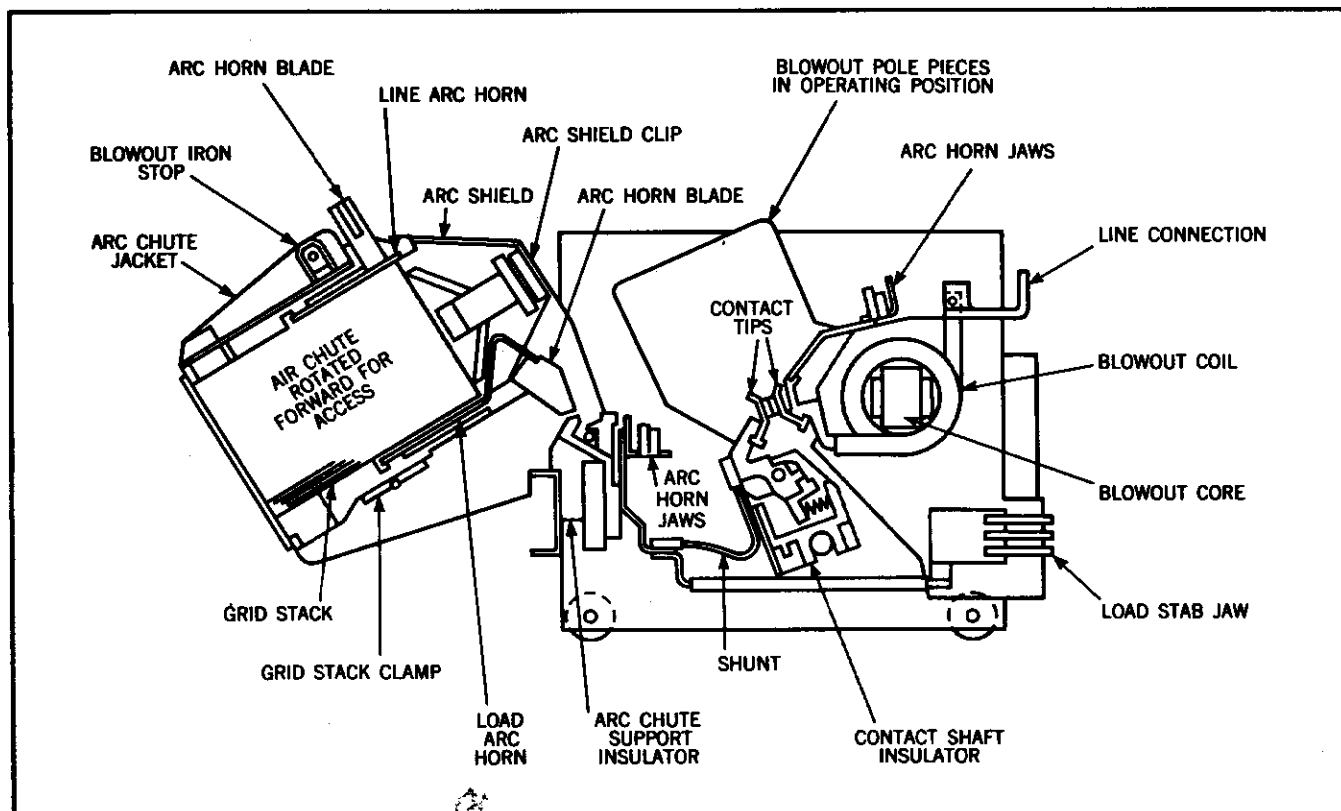 ARC HORN BLADE
LINE ARC HORN
BLOWOUT IRON
STOP
ARC SHIELD CLIP
ARC SHIELD
ARC HORN BLADE
ARC CHUTE
JACKET
BLOWOUT POLE PIECES
IN OPERATING POSITION
ARC HORN JAWS
LINE CONNECTION
CONTACT
TIPS
BLOWOUT COIL
AIR CHUTE
ROTATED
FORWARD FOR
ACCESS
ARC
HORN
JAWS
BLOWOUT CORE
GRID STACK
LOAD STAB JAW
GRID STACK CLAMP
SHUNT
LOAD
ARC
HORN
ARC CHUTE
SUPPORT
INSULATOR
CONTACT SHAFT
INSULATOR